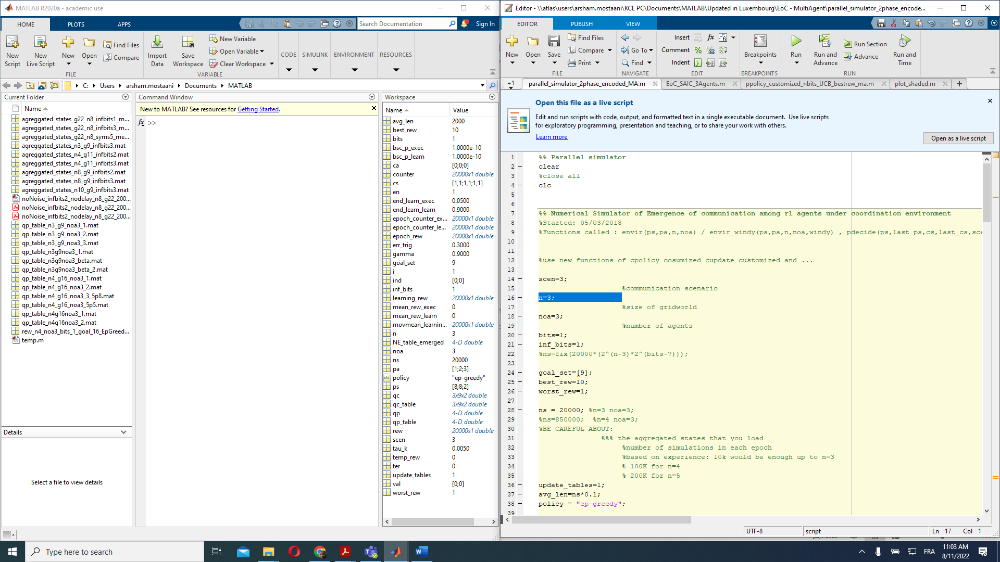 MATLAB R2020a - academic use
HOME PLOTS APPS
Search Documentation
Sign In
New Script
New Live Script
New
Open
Find Files
Compare
Import Data
Save Workspace
New Variable
Open Variable
Clear Workspace
CODE SIMULINK ENVIRONMENT RESOURCES
FILE VARIABLE
C: Users arsham.mostaani Documents MATLAB
Current Folder
Name
agreggated_states_g22_n8_infbits1_m...
agreggated_states_g22_n8_infbits3_m...
agreggated_states_g22_n8_syms5_me...
agreggated_states_n3_g9_infbits3.mat
agreggated_states_n4_g11_infbits2.mat
agreggated_states_n4_g11_infbits3.mat
agreggated_states_n8_g9_infbits2.mat
agreggated_states_n8_g9_infbits3.mat
agreggated_states_n10_g9_infbits3.mat
noNoise_infbits2_nodelay_n8_g22_200...
noNoise_infbits2_nodelay_n8_g22_200...
noNoise_infbits2_nodelay_n8_g22_200...
qp_table_n3_g9_noa3_1.mat
qp_table_n3_g9_noa3_2.mat
qp_table_n3_g9_noa3_3.mat
qp_table_n3g9noa3_1.mat
qp_table_n3g9noa3_beta.mat
qp_table_n3g9noa3_beta_2.mat
qp_table_n4_g16_noa3_1.mat
qp_table_n4_g16_noa3_2.mat
qp_table_n4_g16_noa3_3_5p8.mat
qp_table_n4_g16_noa3_5p5.mat
qp_table_n4g16noa3_1.mat
qp_table_n4g16noa3_2.mat
rew_n4_noa3_bits_1_goal_16_EpGreed...
temp.m
Details
Select a file to view details
Command Window
New to MATLAB? See resources for Getting Started.
fx >>
Workspace
Name Value
avg_len 2000
best_rew 10
bits 1
bsc_p_exec 1.0000e-10
bsc_p_learn 1.0000e-10
ca [0;0;0]
counter 20000x1 double
cs [1,1;1,1;1,1]
en 1
end_learn_exec 0.0500
end_learn_learn 0.9000
epoch_counter_ex... 20000x1 double
epoch_counter_le... 20000x1 double
epoch_rew 20000x1 double
err_trig 0.3000
gamma 0.9000
goal_set 9
i 1
ind [0;0]
inf_bits 1
learning_rew 20000x1 double
mean_rew_exec 0
mean_rew_learn 0
movmean_learnin... 20000x1 double
n 3
NE_table_emerged 4-D double
noa 3
ns 20000
pa [1;2;3]
policy "ep-greedy"
ps [8;8;2]
qc 3x9x2 double
qc_table 3x9x2 double
qp 4-D double
qp_table 4-D double
rew 20000x1 double
scen 3
tau_k 0.0050
temp_rew 0
ter 0
update_tables 1
val [0;0]
worst_rew 1
Editor - \\atlas\users\arsham.mostaani\KCL PC\Documents\MATLAB\Updated in Luxembourg\EoC - MultiAgent\parallel_simulator_2phase_encode...
EDITOR PUBLISH VIEW
New
Open
Save
Find Files
Compare
Print
Go To
Find
Insert fx
Comment
Indent
Breakpoints
Run
Run and Advance
Run Section
Advance
Run and Time
FILE NAVIGATE EDIT BREAKPOINTS RUN
+1 parallel_simulator_2phase_encoded_MA.m EoC_SAIC_3Agents.m ppolicy_customized_nbits_UCB_bestrew_ma.m plot_shaded.m +
Open this file as a live script
Edit and run scripts with code, output, and formatted text in a single executable document. Use live scripts
for exploratory programming, presentation and teaching, or to share your work with others.
Learn more
Open as a live script
1 %% Parallel simulator
2 clear
3 %close all
4 clc
5
6
7 %% Numerical Simulator of Emergence of communication among rl agents under coordination environment
8 %Started: 05/03/2018
9 %Functions called : envir(ps,pa,n,noa) / envir_windy(ps,pa,n,noa,windy) , pdecide(ps,last_ps,cs,last_cs,sce
10
11
12 %use new functions of cpolicy cosumized cupdate customized and ...
13
14 scen=3;
15 %communication scenario
16 n=3;
17 %size of gridworld
18 noa=3;
19 %number of agents
20 bits=1;
21 inf_bits=1;
22 %ns=fix(20000*(2^(n-3)*2^(bits-7)));
23
24 goal_set=[9];
25 best_rew=10;
26 worst_rew=1;
27
28 ns = 20000; %n=3 noa=3;
29 %ns=850000; %n=4 noa=3;
30 %BE CAREFUL ABOUT:
31 %%% the aggregated states that you load
32 %number of simulations in each epoch
33 %based on experience: 10k would be enough up to n=3
34 % 100K for n=4
35 % 200K for n=5
36 update_tables=1;
37 avg_len=ns*0.1;
38 policy = "ep-greedy";
39
UTF-8 script Ln 17 Col 1
Type here to search
FRA
11:03 AM
8/11/2022